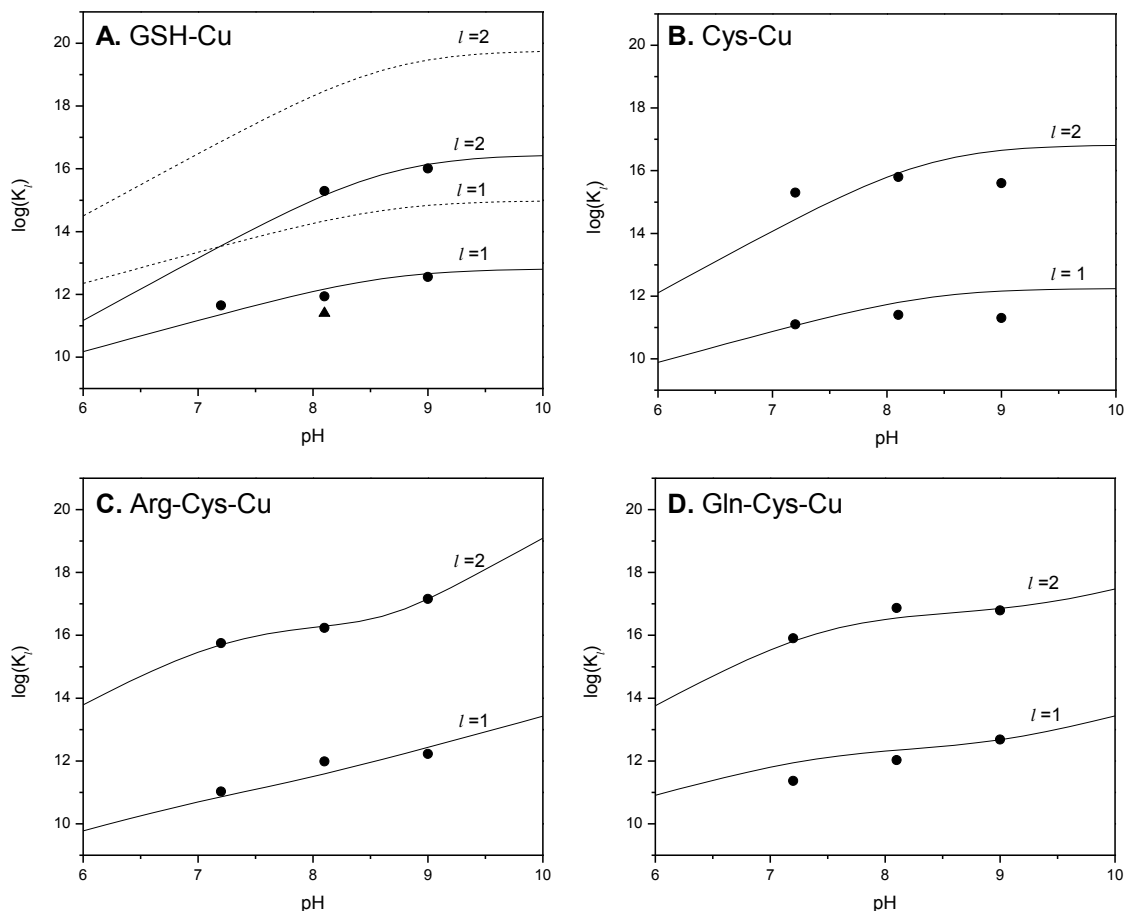 A. GSH-Cu
20
18
16
14
12
10
log(K_l)
l=2
l=2
l=1
l=1
6 7 8 9 10
pH
B. Cys-Cu
20
18
16
14
12
10
log(K_l)
l=2
l = 1
6 7 8 9 10
pH
C. Arg-Cys-Cu
20
18
16
14
12
10
log(K_l)
l=2
l=1
6 7 8 9 10
pH
D. Gln-Cys-Cu
20
18
16
14
12
10
log(K_l)
l=2
l=1
6 7 8 9 10
pH